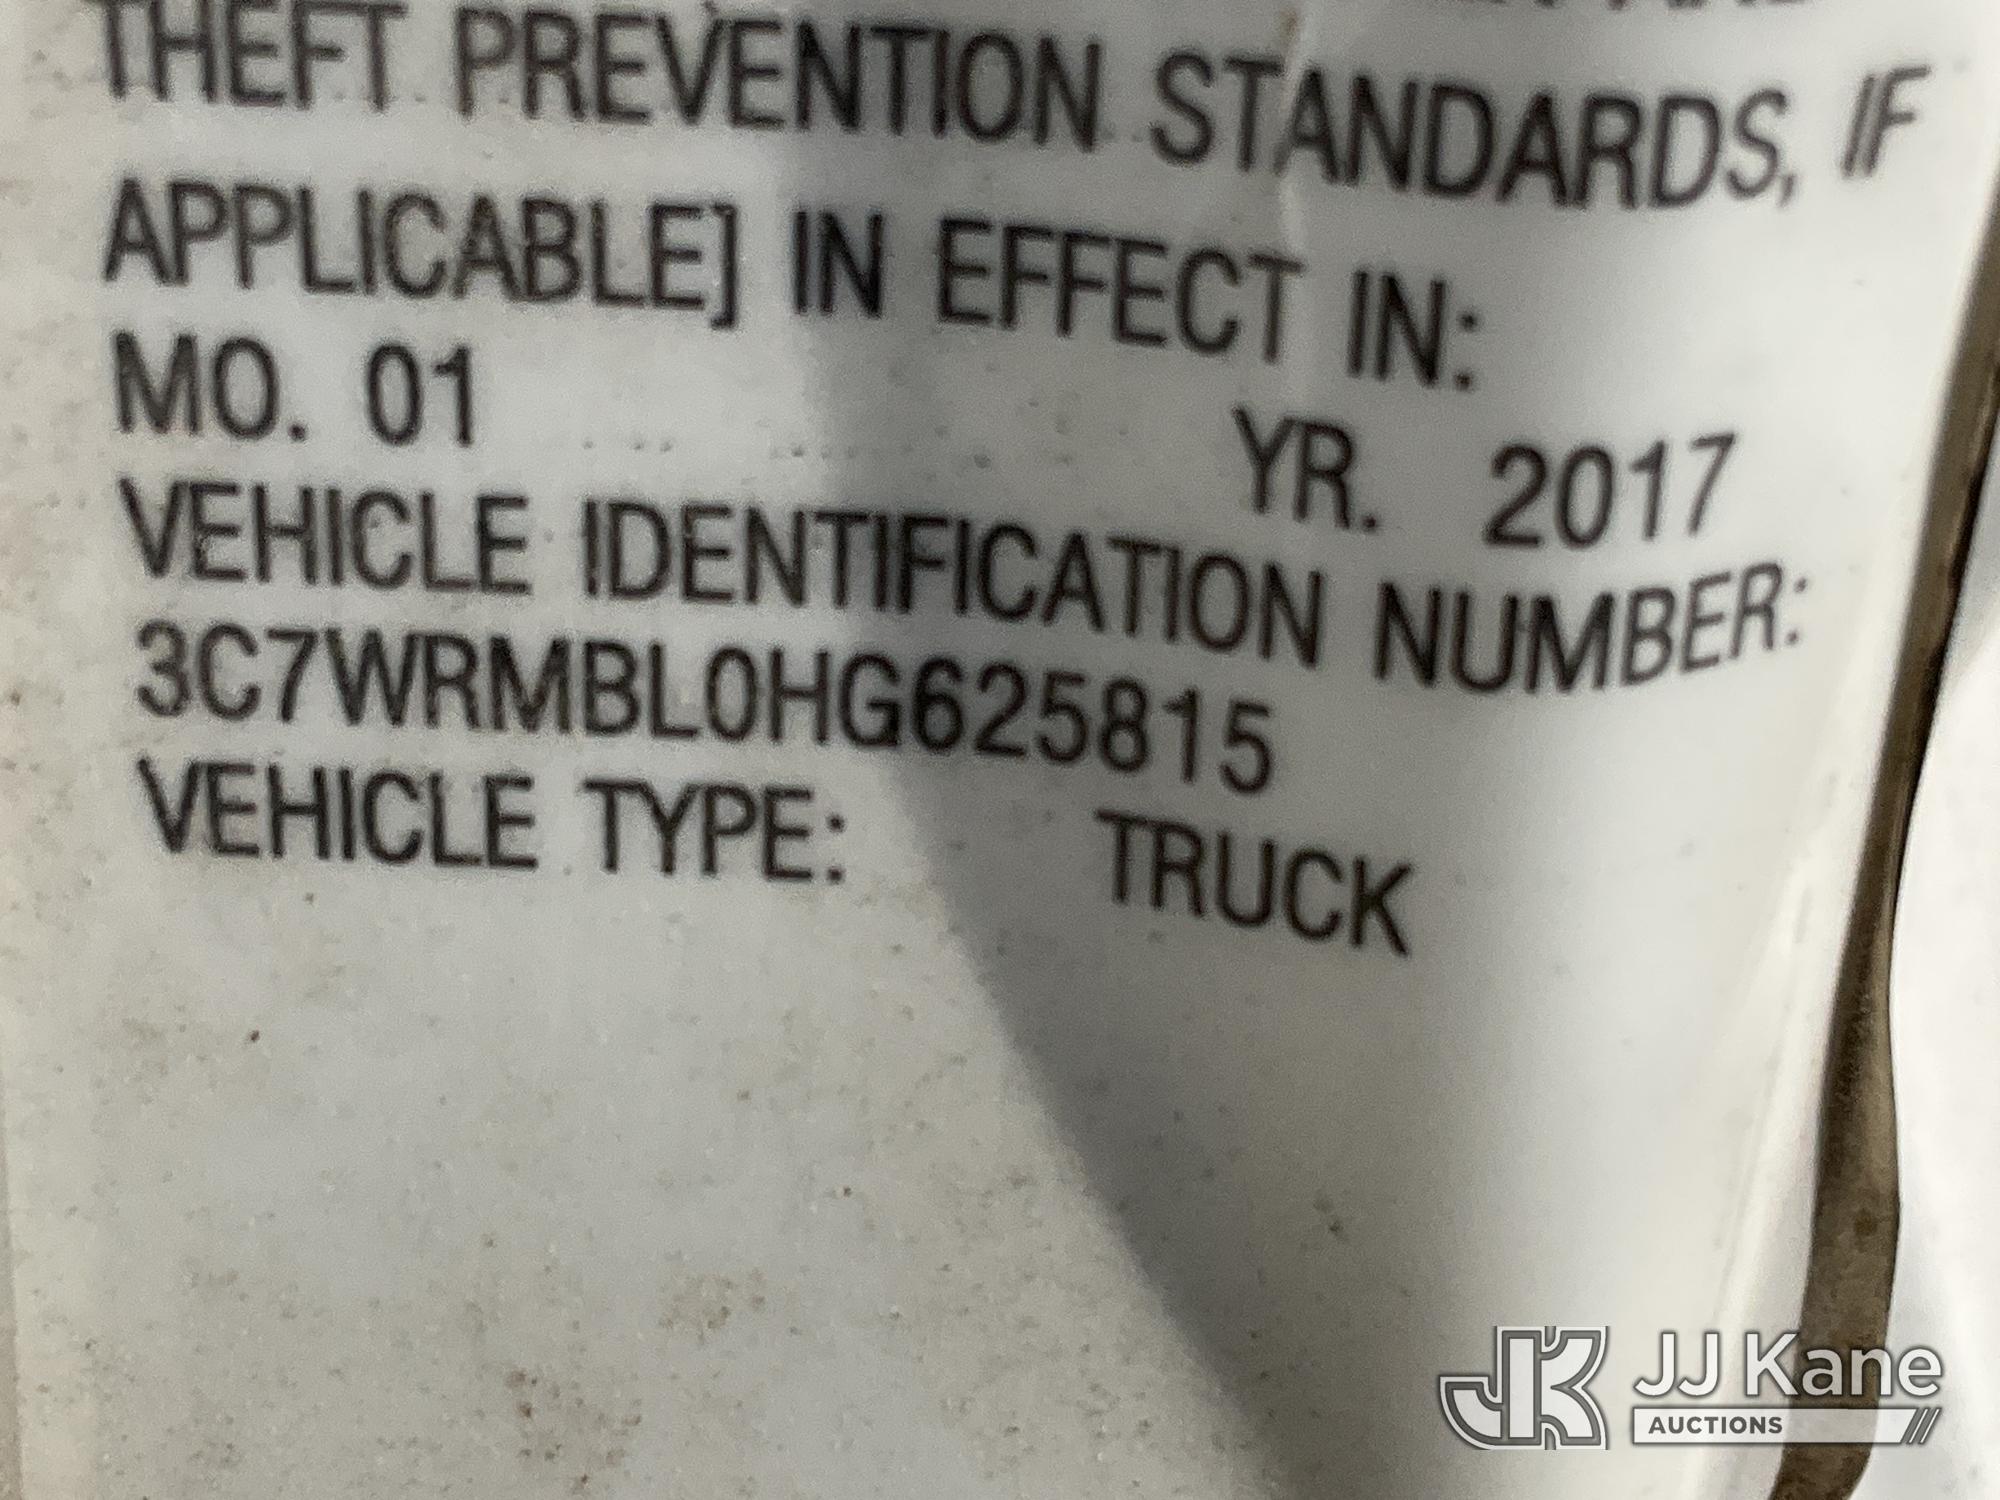 THEFT PREVENTION STANDARDS, IF
APPLICABLE] IN EFFECT IN:
MO. 01 YR. 2017
VEHICLE IDENTIFICATION NUMBER:
3C7WRMBL0HG625815
VEHICLE TYPE: TRUCK
JK JJ Kane
AUCTIONS